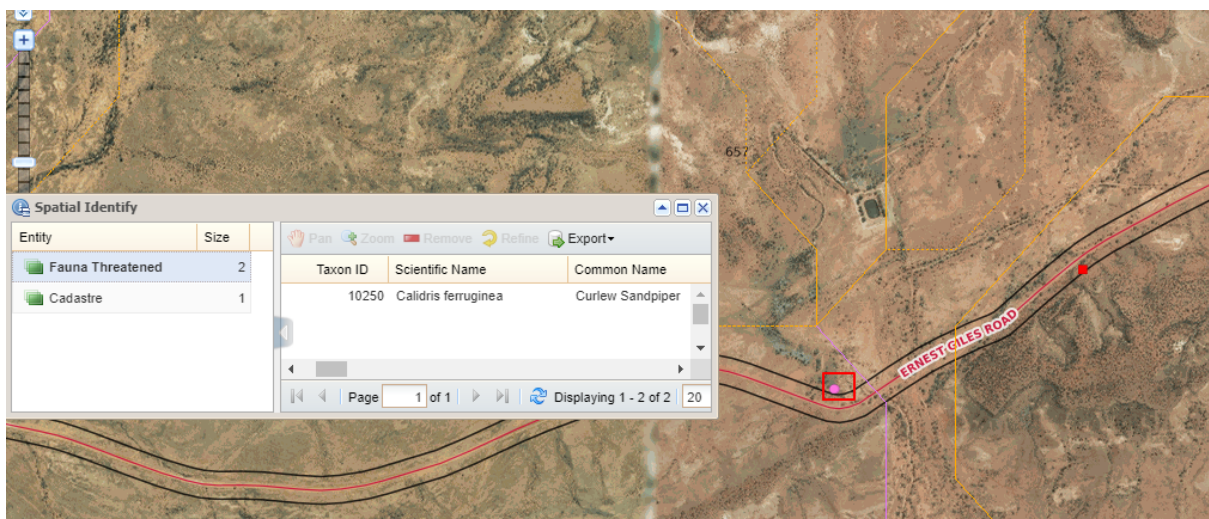 657
Spatial Identify
Entity Size
Fauna Threatened 2
Cadastre 1
Pan Zoom Remove Refine Export
Taxon ID Scientific Name Common Name
10250 Calidris ferruginea Curlew Sandpiper
Page 1 of 1 Displaying 1 - 2 of 2 20
ERNEST GILES ROAD